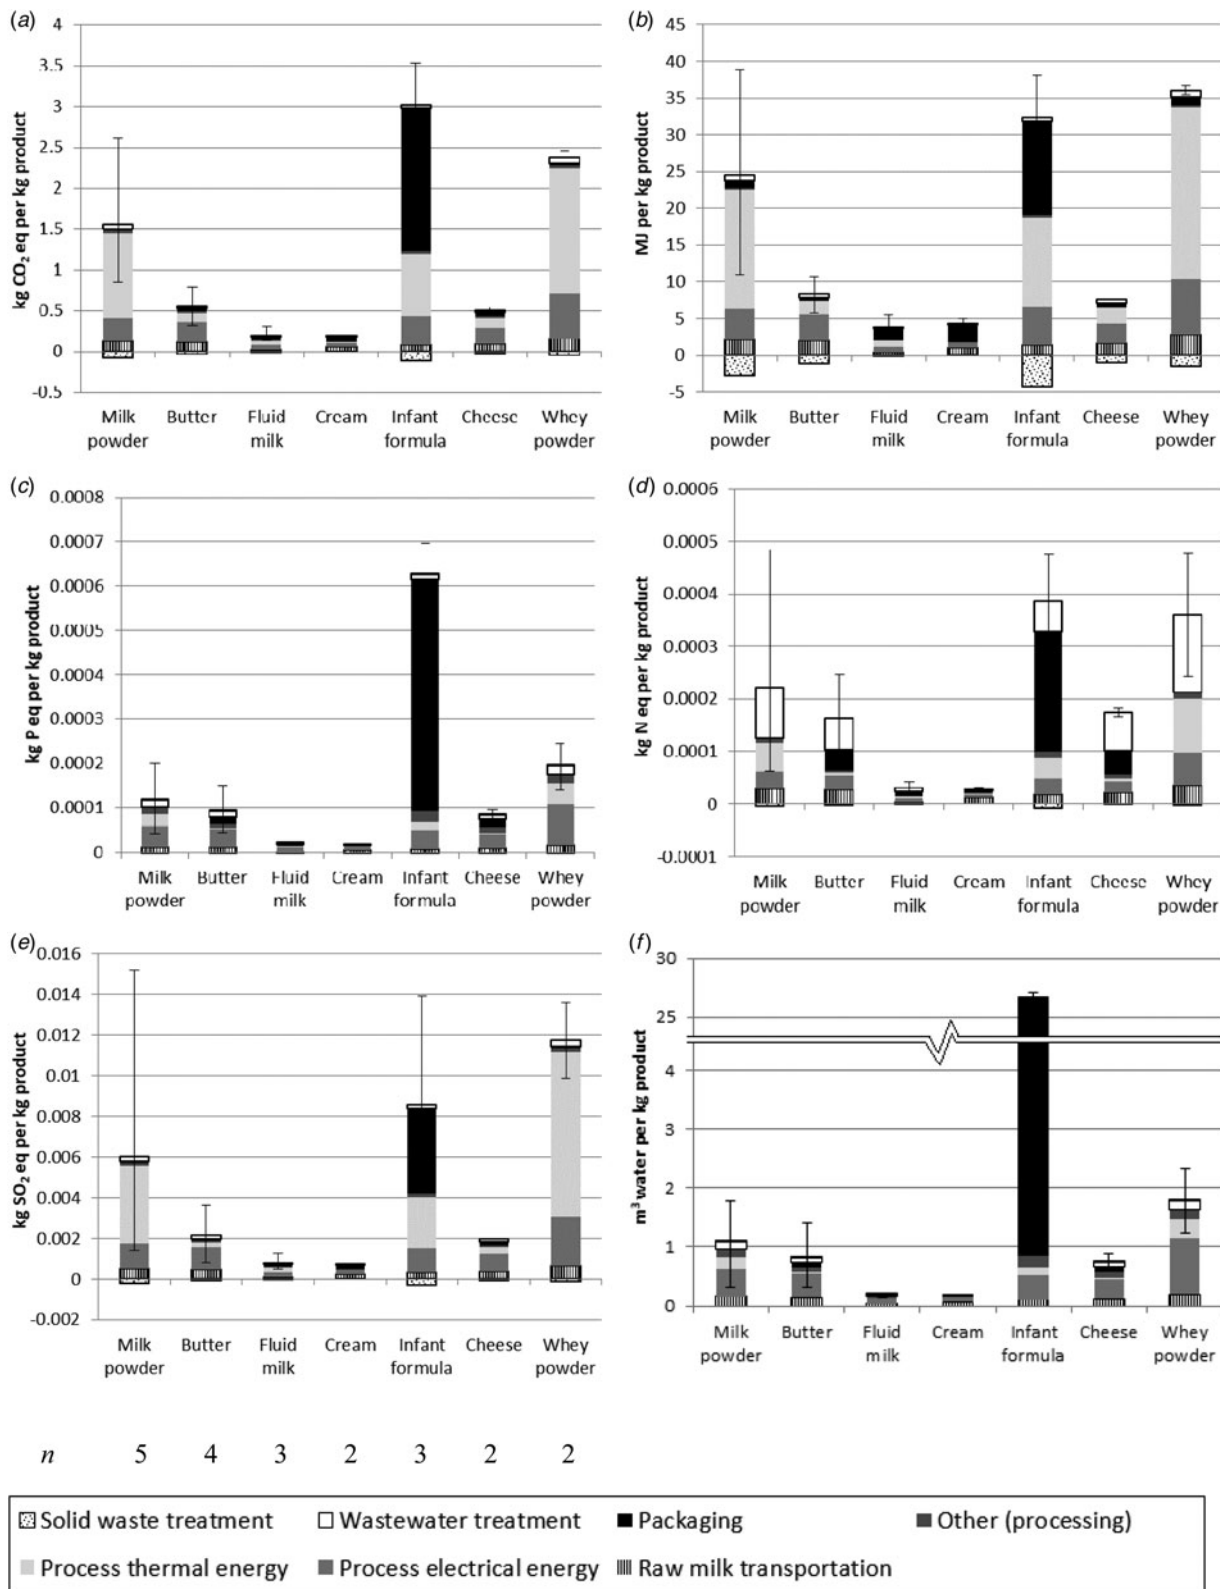 (a)
kg CO2 eq per kg product
4
3.5
3
2.5
2
1.5
1
0.5
0
-0.5
Milk powder Butter Fluid milk Cream Infant formula Cheese Whey powder
(b)
MJ per kg product
45
40
35
30
25
20
15
10
5
0
-5
Milk powder Butter Fluid milk Cream Infant formula Cheese Whey powder
(c)
kg P eq per kg product
0.0008
0.0007
0.0006
0.0005
0.0004
0.0003
0.0002
0.0001
0
Milk powder Butter Fluid milk Cream Infant formula Cheese Whey powder
(d)
kg N eq per kg product
0.0006
0.0005
0.0004
0.0003
0.0002
0.0001
0
-0.0001
Milk powder Butter Fluid milk Cream Infant formula Cheese Whey powder
(e)
kg SO2 eq per kg product
0.016
0.014
0.012
0.01
0.008
0.006
0.004
0.002
0
-0.002
Milk powder Butter Fluid milk Cream Infant formula Cheese Whey powder
(f)
m³ water per kg product
30
25
4
3
2
1
0
Milk powder Butter Fluid milk Cream Infant formula Cheese Whey powder
n 5 4 3 2 3 2 2
Solid waste treatment Wastewater treatment Packaging Other (processing)
Process thermal energy Process electrical energy Raw milk transportation